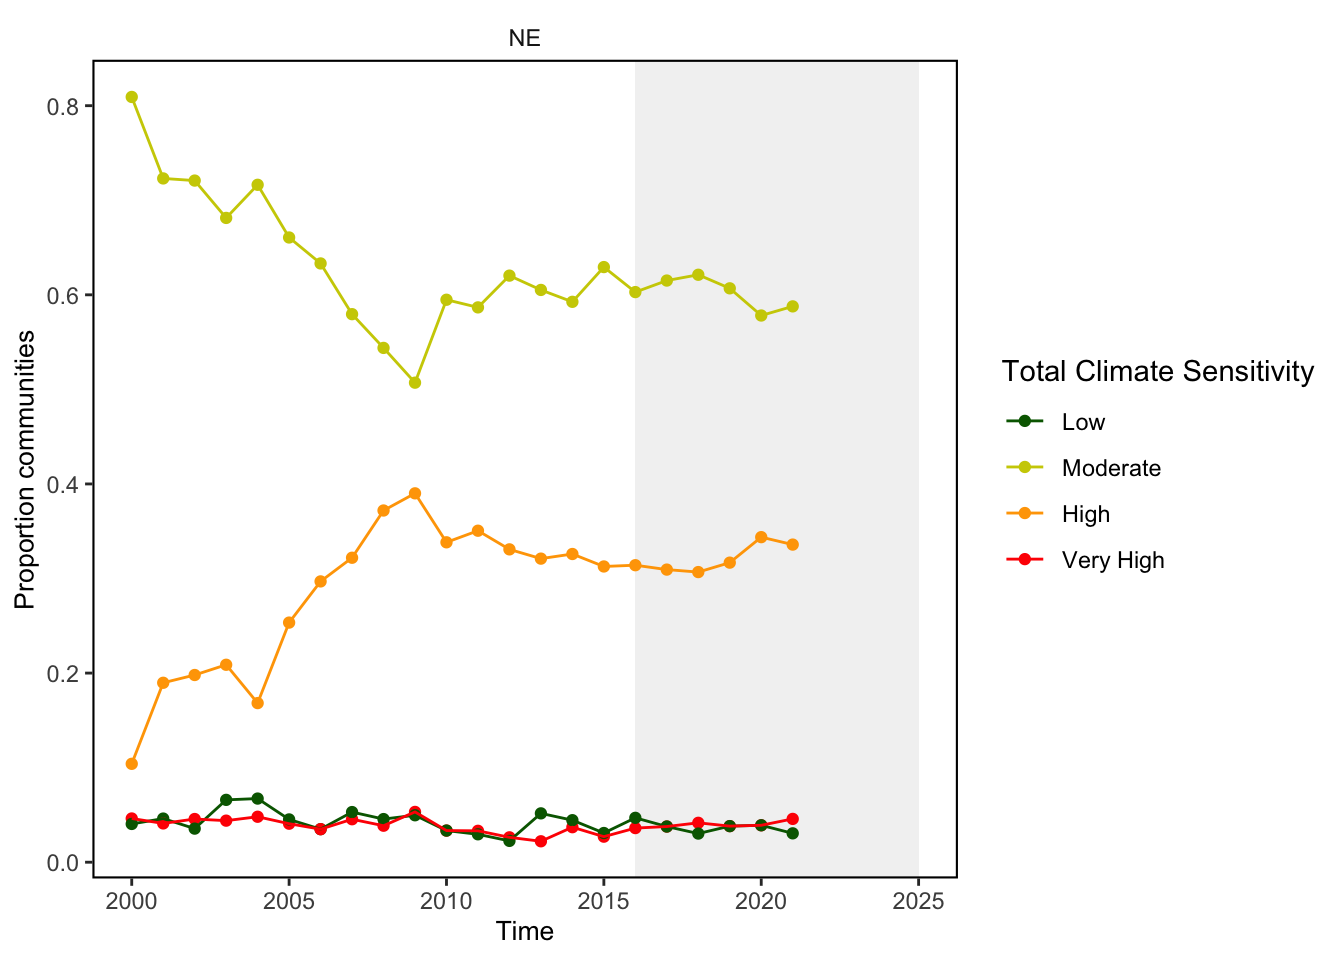 NE
0.8
0.6
0.4
0.2
0.0
Proportion communities
2000 2005 2010 2015 2020 2025
Time
Total Climate Sensitivity
Low
Moderate
High
Very High